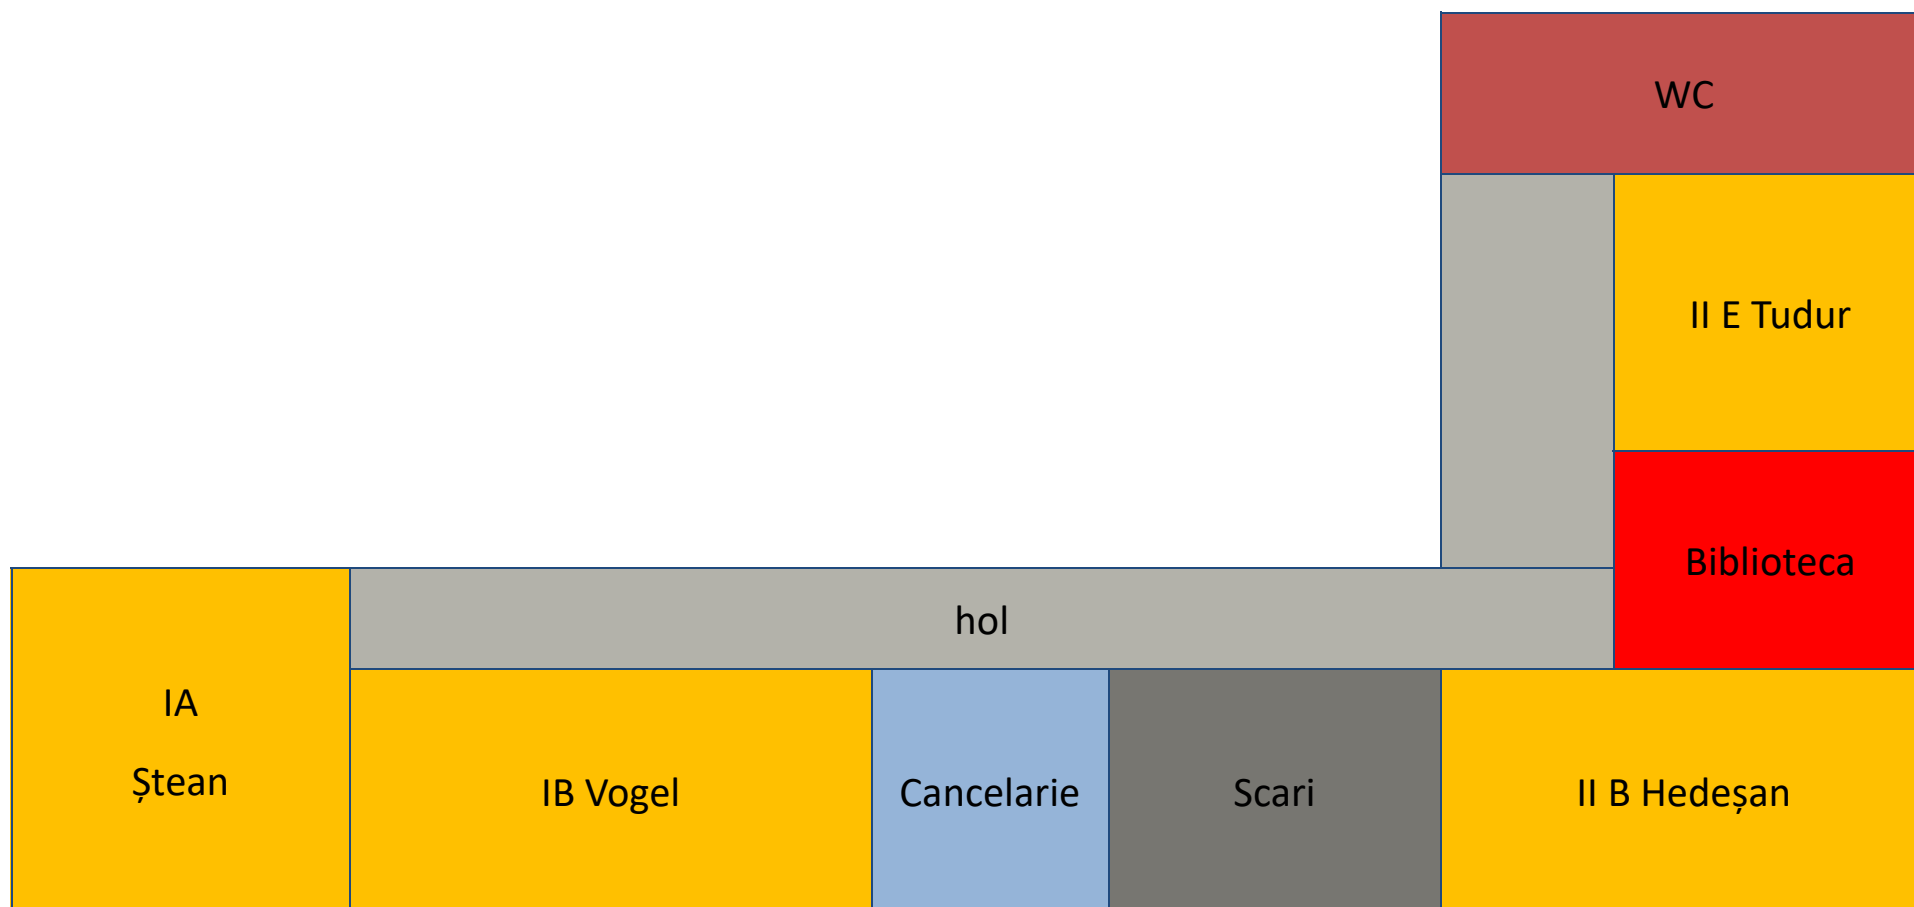 WC
II E Tudur
Biblioteca
hol
IA
Ștean
IB Vogel
Cancelarie
Scari
II B Hedeșan